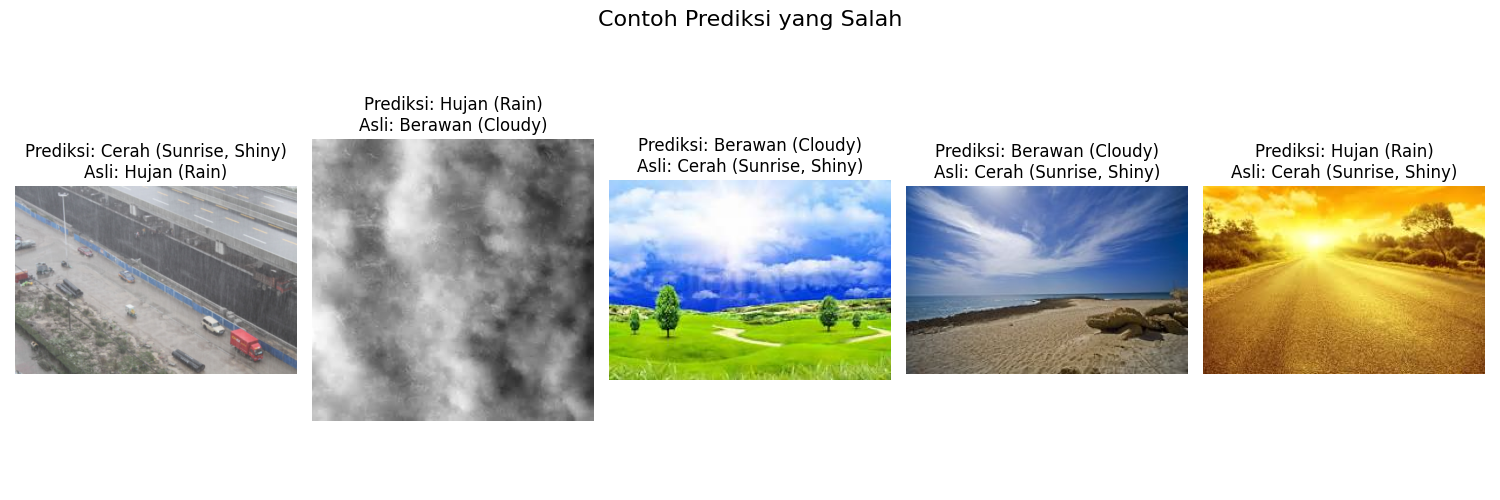 Contoh Prediksi yang Salah
Prediksi: Cerah (Sunrise, Shiny)
Asli: Hujan (Rain)
Prediksi: Hujan (Rain)
Asli: Berawan (Cloudy)
Prediksi: Berawan (Cloudy)
Asli: Cerah (Sunrise, Shiny)
Prediksi: Berawan (Cloudy)
Asli: Cerah (Sunrise, Shiny)
Prediksi: Hujan (Rain)
Asli: Cerah (Sunrise, Shiny)